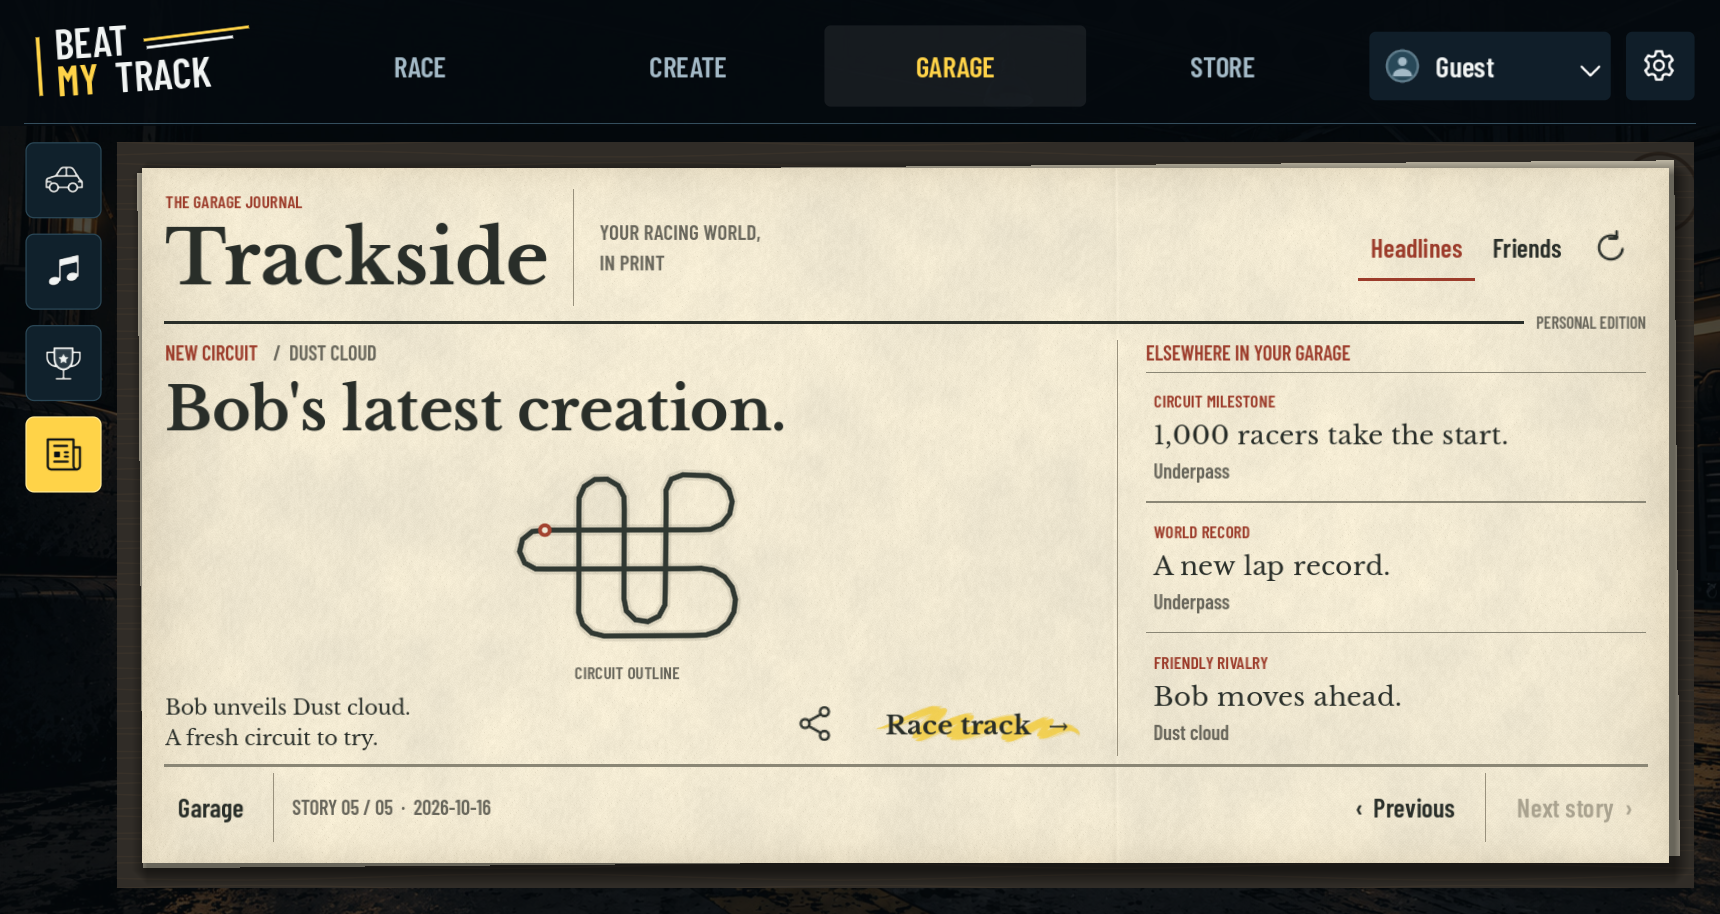 BEAT
MY TRACK
RACE
CREATE
GARAGE
STORE
Guest
THE GARAGE JOURNAL
Trackside
YOUR RACING WORLD,
IN PRINT
Headlines
Friends
PERSONAL EDITION
NEW CIRCUIT / DUST CLOUD
Bob's latest creation.
CIRCUIT OUTLINE
Bob unveils Dust cloud.
A fresh circuit to try.
Race track →
ELSEWHERE IN YOUR GARAGE
CIRCUIT MILESTONE
1,000 racers take the start.
Underpass
WORLD RECORD
A new lap record.
Underpass
FRIENDLY RIVALRY
Bob moves ahead.
Dust cloud
Garage
STORY 05 / 05 · 2026-10-16
‹ Previous
Next story ›